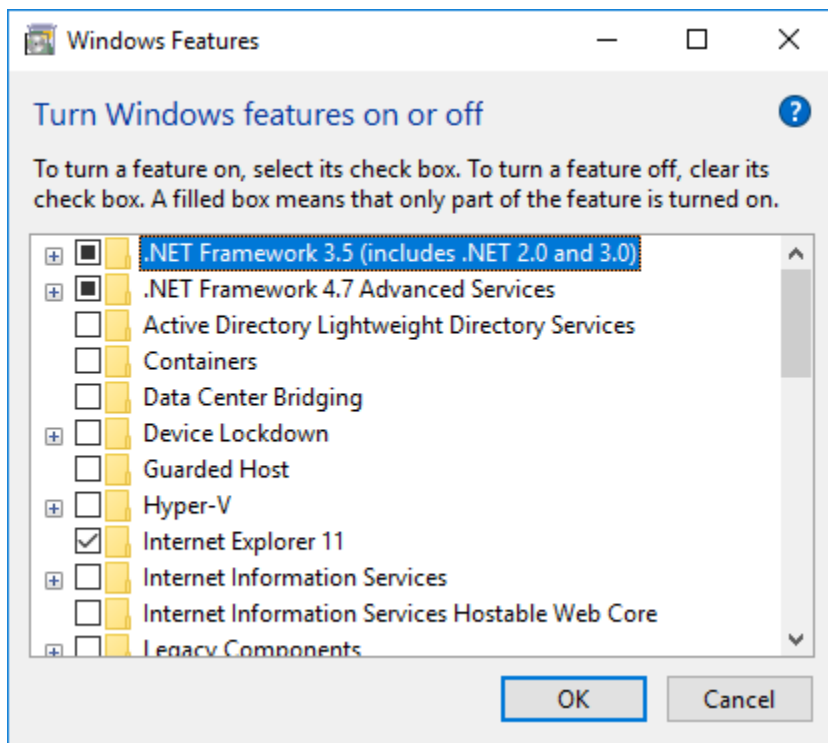 Windows Features
Turn Windows features on or off
To turn a feature on, select its check box. To turn a feature off, clear its
check box. A filled box means that only part of the feature is turned on.
.NET Framework 3.5 (includes .NET 2.0 and 3.0)
.NET Framework 4.7 Advanced Services
Active Directory Lightweight Directory Services
Containers
Data Center Bridging
Device Lockdown
Guarded Host
Hyper-V
Internet Explorer 11
Internet Information Services
Internet Information Services Hostable Web Core
Legacy Components
OK Cancel